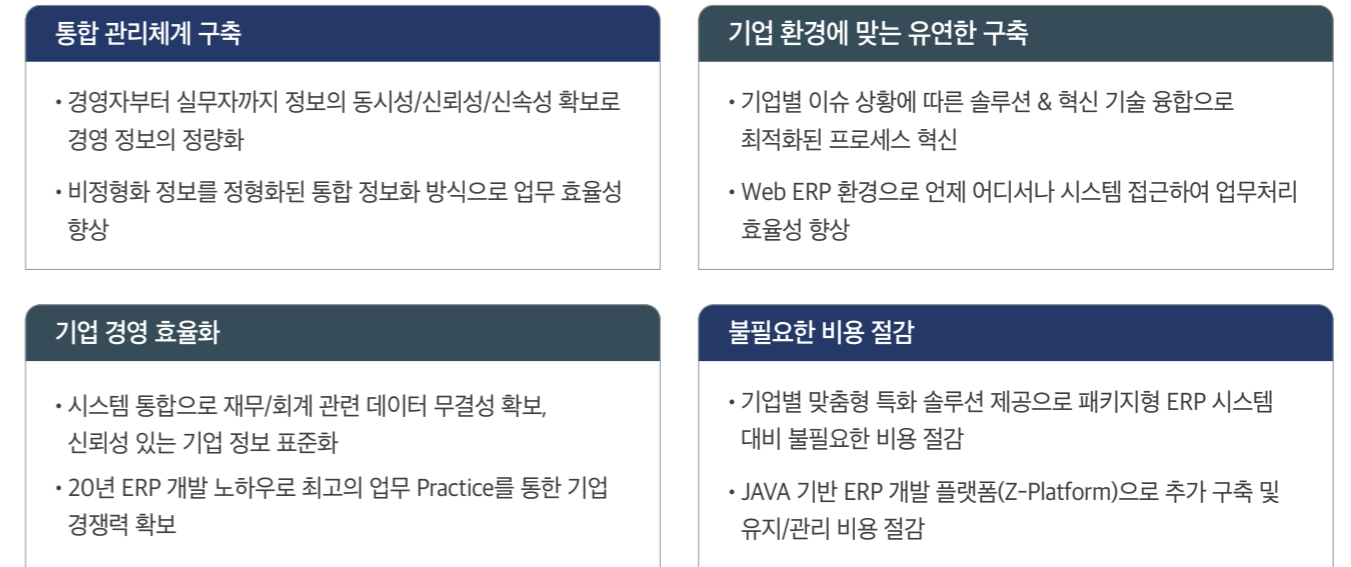 통합 관리체계 구축
• 경영자부터 실무자까지 정보의 동시성/신뢰성/신속성 확보로
경영 정보의 정량화
• 비정형화 정보를 정형화된 통합 정보화 방식으로 업무 효율성
향상
기업 환경에 맞는 유연한 구축
• 기업별 이슈 상황에 따른 솔루션 & 혁신 기술 융합으로
최적화된 프로세스 혁신
• Web ERP 환경으로 언제 어디서나 시스템 접근하여 업무처리
효율성 향상
기업 경영 효율화
• 시스템 통합으로 재무/회계 관련 데이터 무결성 확보,
신뢰성 있는 기업 정보 표준화
• 20년 ERP 개발 노하우로 최고의 업무 Practice를 통한 기업
경쟁력 확보
불필요한 비용 절감
• 기업별 맞춤형 특화 솔루션 제공으로 패키지형 ERP 시스템
대비 불필요한 비용 절감
• JAVA 기반 ERP 개발 플랫폼(Z-Platform)으로 추가 구축 및
유지/관리 비용 절감